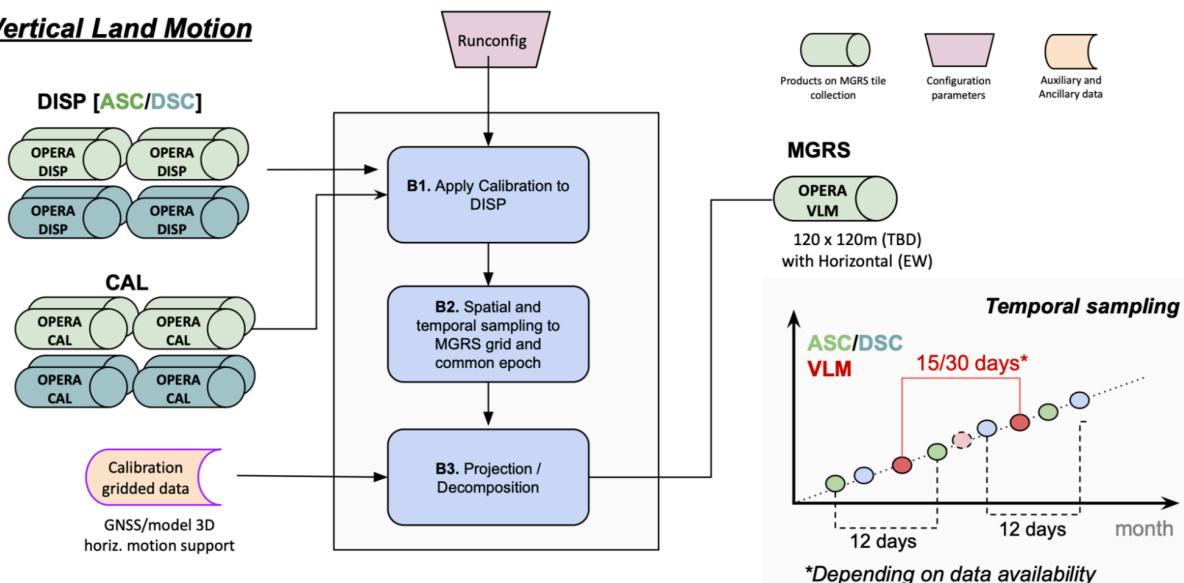 Vertical Land Motion
Runconfig
Products on MGRS tile
collection
Configuration
parameters
Auxiliary and
Ancillary data
DISP [ASC/DSC]
OPERA
DISP
OPERA
DISP
OPERA
DISP
OPERA
DISP
CAL
OPERA
CAL
OPERA
CAL
OPERA
CAL
OPERA
CAL
Calibration
gridded data
GNSS/model 3D
horiz. motion support
B1. Apply Calibration to
DISP
B2. Spatial and
temporal sampling to
MGRS grid and
common epoch
B3. Projection /
Decomposition
MGRS
OPERA
VLM
120 x 120m (TBD)
with Horizontal (EW)
Temporal sampling
ASC/DSC
VLM
15/30 days*
12 days
12 days
month
*Depending on data availability